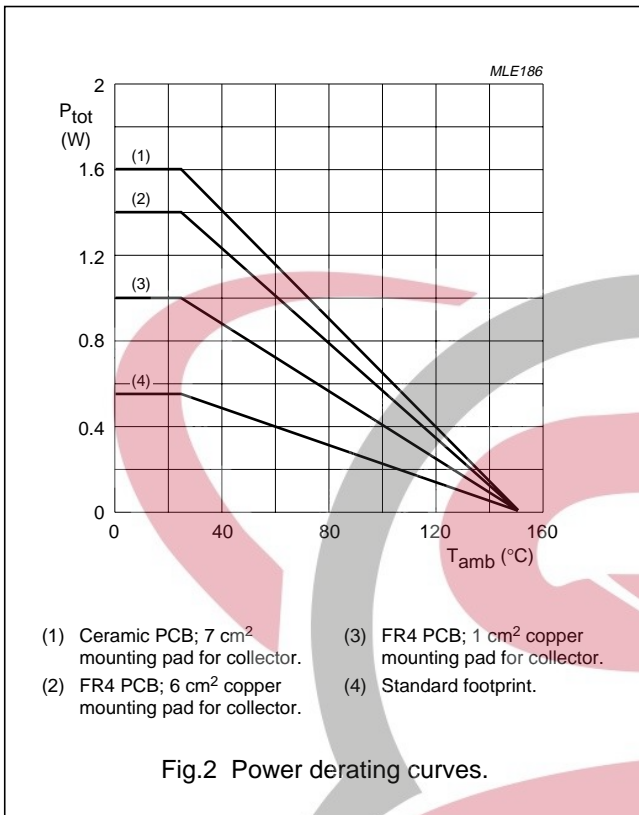 MLE186
2
P_tot
(W)
1.6
1.2
0.8
0.4
0
(1)
(2)
(3)
(4)
0 40 80 120 160
T_amb (°C)
(1) Ceramic PCB; 7 cm² mounting pad for collector.
(2) FR4 PCB; 6 cm² copper mounting pad for collector.
(3) FR4 PCB; 1 cm² copper mounting pad for collector.
(4) Standard footprint.
Fig.2 Power derating curves.